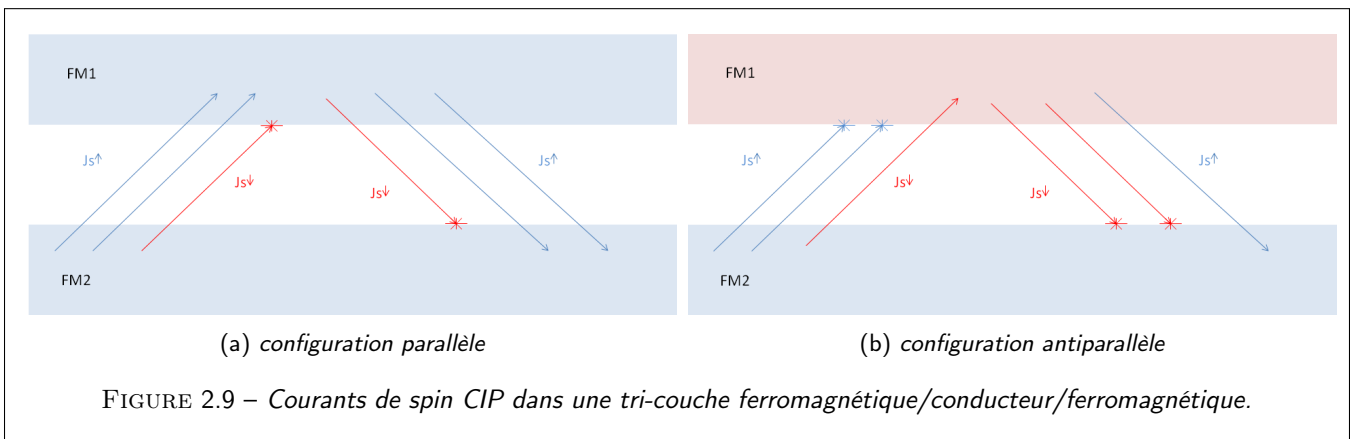 FM1
Js↑
Js↓
Js↓
Js↑
FM2
(a) configuration parallèle
FM1
Js↑
Js↓
Js↓
Js↑
FM2
(b) configuration antiparallèle
FIGURE 2.9 – Courants de spin CIP dans une tri-couche ferromagnétique/conducteur/ferromagnétique.